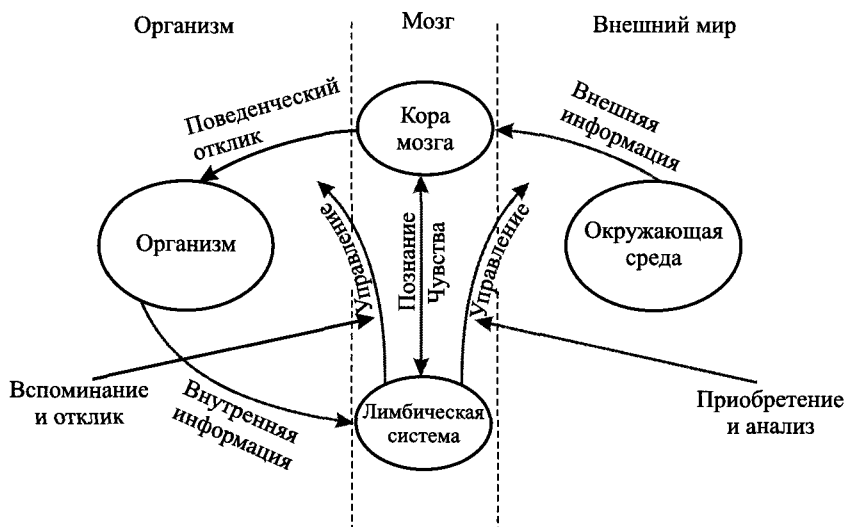 Организм
Мозг
Внешний мир
Поведенческий
отклик
Кора
мозга
Внешняя
информация
Организм
Управление
Познание
Чувства
Управление
Окружающая
среда
Вспоминание
и отклик
Внутренняя
информация
Лимбическая
система
Приобретение
и анализ